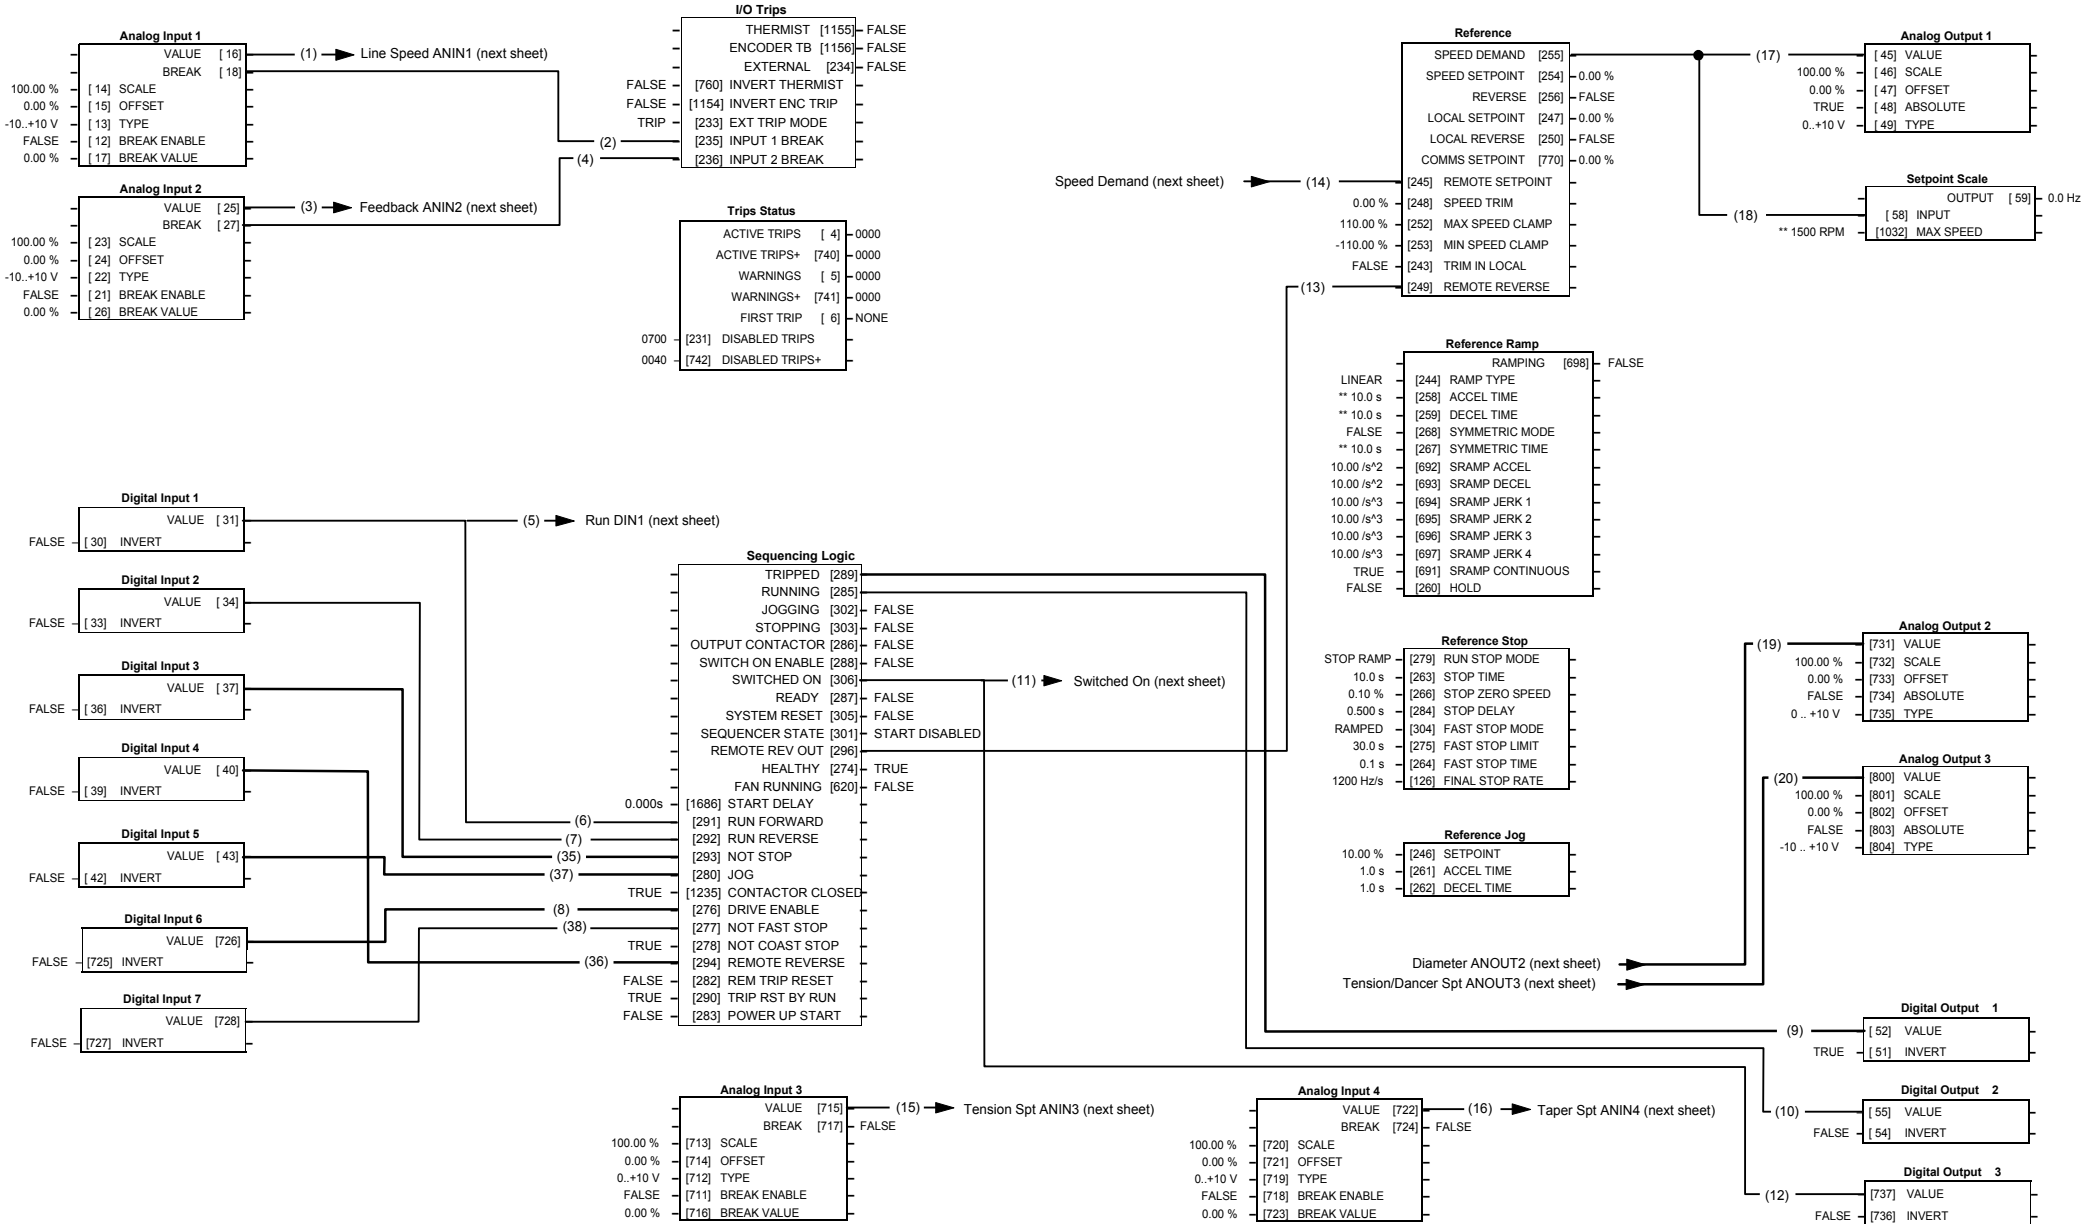 Analog Input 1
VALUE [ 16]
(1) Line Speed ANIN1 (next sheet)
BREAK [ 18]
100.00 % [ 14] SCALE
0.00 % [ 15] OFFSET
-10..+10 V [ 13] TYPE
FALSE [ 12] BREAK ENABLE
0.00 % [ 17] BREAK VALUE
(2)
(4)
Analog Input 2
VALUE [ 25]
(3) Feedback ANIN2 (next sheet)
BREAK [ 27]
100.00 % [ 23] SCALE
0.00 % [ 24] OFFSET
-10..+10 V [ 22] TYPE
FALSE [ 21] BREAK ENABLE
0.00 % [ 26] BREAK VALUE
I/O Trips
THERMIST [1155] FALSE
ENCODER TB [1156] FALSE
EXTERNAL [234] FALSE
FALSE [760] INVERT THERMIST
FALSE [1154] INVERT ENC TRIP
TRIP [233] EXT TRIP MODE
[235] INPUT 1 BREAK
[236] INPUT 2 BREAK
Trips Status
ACTIVE TRIPS [ 4] 0000
ACTIVE TRIPS+ [740] 0000
WARNINGS [ 5] 0000
WARNINGS+ [741] 0000
FIRST TRIP [ 6] NONE
0700 [231] DISABLED TRIPS
0040 [742] DISABLED TRIPS+
Reference
SPEED DEMAND [255]
SPEED SETPOINT [254] 0.00 %
REVERSE [256] FALSE
LOCAL SETPOINT [247] 0.00 %
LOCAL REVERSE [250] FALSE
COMMS SETPOINT [770] 0.00 %
Speed Demand (next sheet) (14) [245] REMOTE SETPOINT
0.00 % [248] SPEED TRIM
110.00 % [252] MAX SPEED CLAMP
-110.00 % [253] MIN SPEED CLAMP
FALSE [243] TRIM IN LOCAL
(13) [249] REMOTE REVERSE
Analog Output 1
(17) [ 45] VALUE
100.00 % [ 46] SCALE
0.00 % [ 47] OFFSET
TRUE [ 48] ABSOLUTE
0..+10 V [ 49] TYPE
Setpoint Scale
OUTPUT [ 59] 0.0 Hz
(18) [ 58] INPUT
** 1500 RPM [1032] MAX SPEED
Reference Ramp
RAMPING [698] FALSE
LINEAR [244] RAMP TYPE
** 10.0 s [258] ACCEL TIME
** 10.0 s [259] DECEL TIME
FALSE [268] SYMMETRIC MODE
** 10.0 s [267] SYMMETRIC TIME
10.00 /s^2 [692] SRAMP ACCEL
10.00 /s^2 [693] SRAMP DECEL
10.00 /s^3 [694] SRAMP JERK 1
10.00 /s^3 [695] SRAMP JERK 2
10.00 /s^3 [696] SRAMP JERK 3
10.00 /s^3 [697] SRAMP JERK 4
TRUE [691] SRAMP CONTINUOUS
FALSE [260] HOLD
Digital Input 1
VALUE [ 31]
(5) Run DIN1 (next sheet)
FALSE [ 30] INVERT
Digital Input 2
VALUE [ 34]
FALSE [ 33] INVERT
Digital Input 3
VALUE [ 37]
FALSE [ 36] INVERT
Digital Input 4
VALUE [ 40]
FALSE [ 39] INVERT
Digital Input 5
VALUE [ 43]
FALSE [ 42] INVERT
Digital Input 6
VALUE [726]
FALSE [725] INVERT
Digital Input 7
VALUE [728]
FALSE [727] INVERT
Sequencing Logic
TRIPPED [289]
RUNNING [285]
JOGGING [302] FALSE
STOPPING [303] FALSE
OUTPUT CONTACTOR [286] FALSE
SWITCH ON ENABLE [288] FALSE
SWITCHED ON [306]
(11) Switched On (next sheet)
READY [287] FALSE
SYSTEM RESET [305] FALSE
SEQUENCER STATE [301] START DISABLED
REMOTE REV OUT [296]
HEALTHY [274] TRUE
FAN RUNNING [620] FALSE
0.000s [1686] START DELAY
(6) [291] RUN FORWARD
(7) [292] RUN REVERSE
(35) [293] NOT STOP
(37) [280] JOG
TRUE [1235] CONTACTOR CLOSED
(8) [276] DRIVE ENABLE
(38) [277] NOT FAST STOP
TRUE [278] NOT COAST STOP
(36) [294] REMOTE REVERSE
FALSE [282] REM TRIP RESET
TRUE [290] TRIP RST BY RUN
FALSE [283] POWER UP START
Reference Stop
STOP RAMP [279] RUN STOP MODE
10.0 s [263] STOP TIME
0.10 % [266] STOP ZERO SPEED
0.500 s [284] STOP DELAY
RAMPED [304] FAST STOP MODE
30.0 s [275] FAST STOP LIMIT
0.1 s [264] FAST STOP TIME
1200 Hz/s [126] FINAL STOP RATE
Reference Jog
10.00 % [246] SETPOINT
1.0 s [261] ACCEL TIME
1.0 s [262] DECEL TIME
Analog Output 2
(19) [731] VALUE
100.00 % [732] SCALE
0.00 % [733] OFFSET
FALSE [734] ABSOLUTE
0 .. +10 V [735] TYPE
Analog Output 3
(20) [800] VALUE
100.00 % [801] SCALE
0.00 % [802] OFFSET
FALSE [803] ABSOLUTE
-10 .. +10 V [804] TYPE
Diameter ANOUT2 (next sheet)
Tension/Dancer Spt ANOUT3 (next sheet)
Digital Output 1
(9) [ 52] VALUE
TRUE [ 51] INVERT
Digital Output 2
(10) [ 55] VALUE
FALSE [ 54] INVERT
Digital Output 3
(12) [737] VALUE
FALSE [736] INVERT
Analog Input 3
VALUE [715]
(15) Tension Spt ANIN3 (next sheet)
BREAK [717] FALSE
100.00 % [713] SCALE
0.00 % [714] OFFSET
0..+10 V [712] TYPE
FALSE [711] BREAK ENABLE
0.00 % [716] BREAK VALUE
Analog Input 4
VALUE [722]
(16) Taper Spt ANIN4 (next sheet)
BREAK [724] FALSE
100.00 % [720] SCALE
0.00 % [721] OFFSET
0..+10 V [719] TYPE
FALSE [718] BREAK ENABLE
0.00 % [723] BREAK VALUE